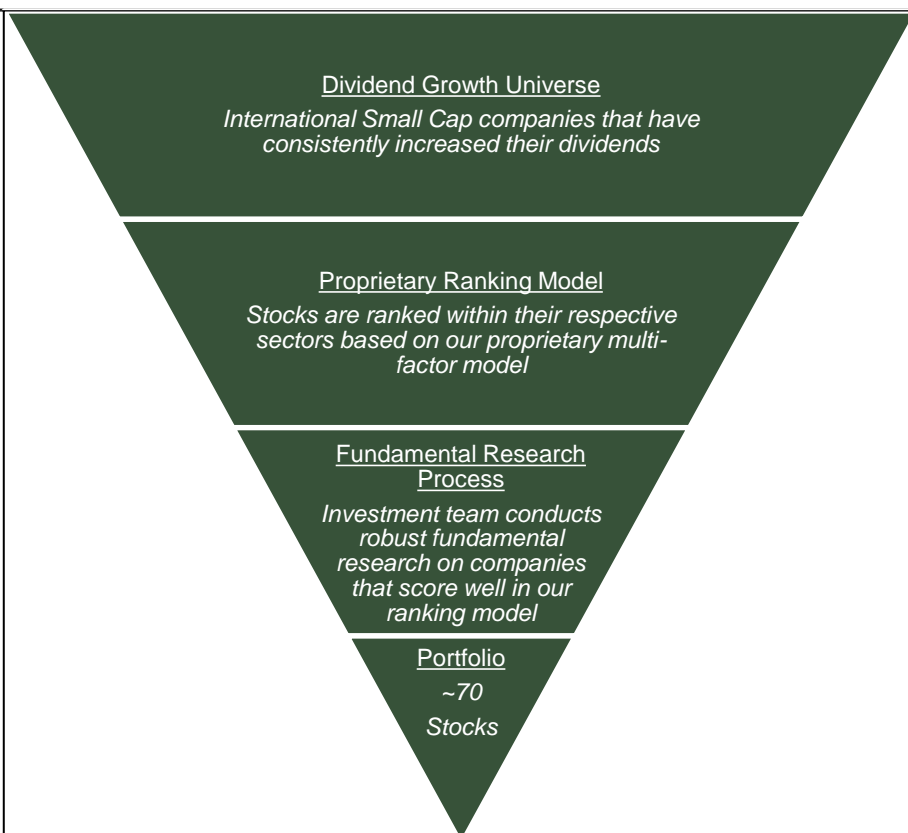 Dividend Growth Universe
International Small Cap companies that have
consistently increased their dividends
Proprietary Ranking Model
Stocks are ranked within their respective
sectors based on our proprietary multi-
factor model
Fundamental Research
Process
Investment team conducts
robust fundamental
research on companies
that score well in our
ranking model
Portfolio
~70
Stocks